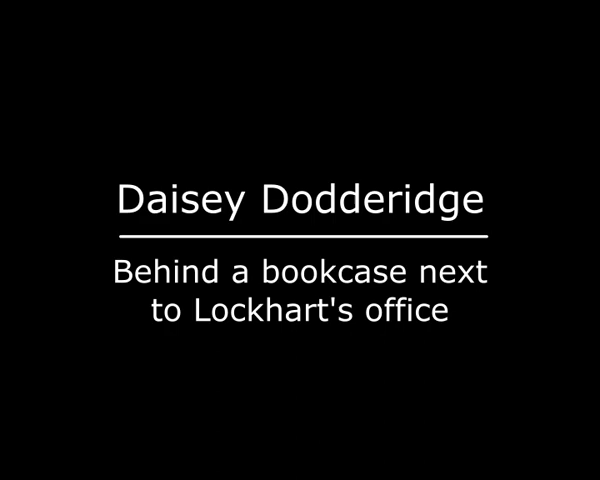 Daisey Dodderidge
Behind a bookcase next
to Lockhart's office